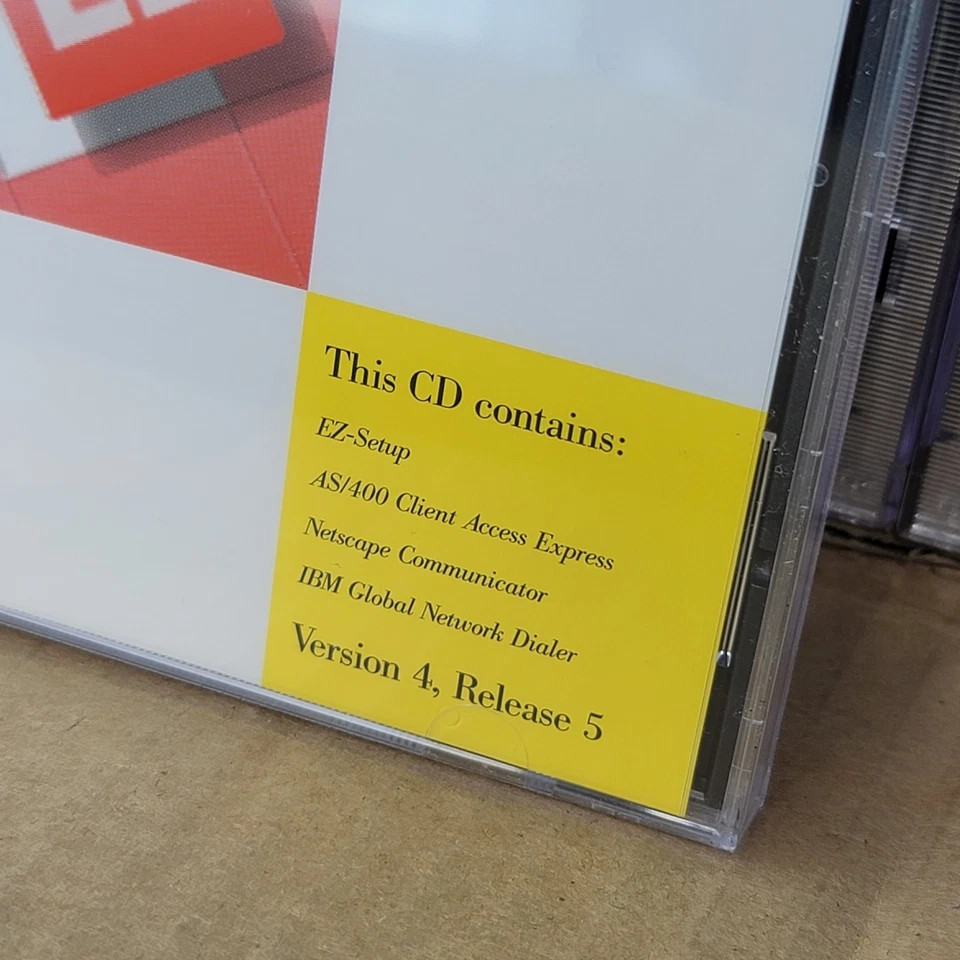 This CD contains:
EZ-Setup
AS/400 Client Access Express
Netscape Communicator
IBM Global Network Dialer
Version 4, Release 5